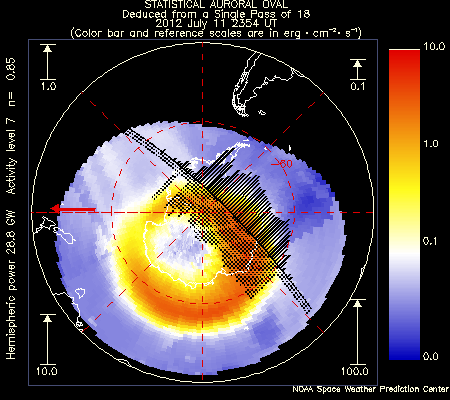 STATISTICAL AURORAL OVAL
Deduced from a Single Pass of 18
2012 July 11 2354 UT
(Color bar and reference scales are in erg·cm⁻²·s⁻¹)
Hemispheric power 28.8 GW Activity level 7 n= 0.85
1.0
0.1
10.0
100.0
-60
10.0
1.0
0.1
0.0
NOAA Space Weather Prediction Center